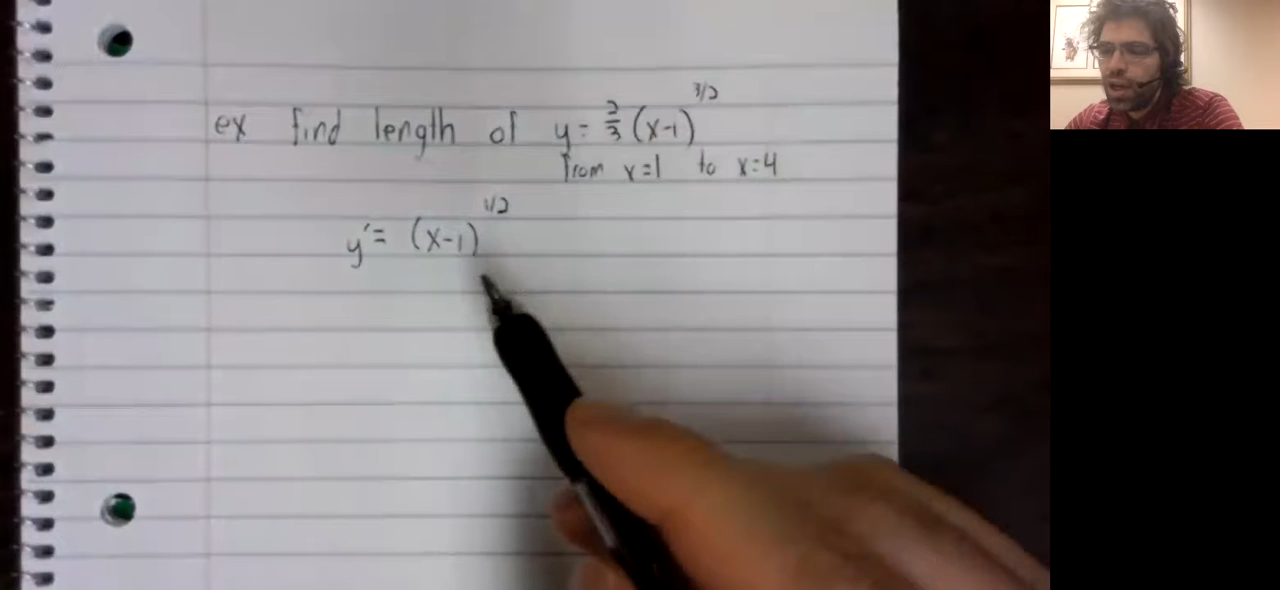 ex find length of y = 2/3 (x-1)^3/2
from x=1 to x=4
y' = (x-1)^1/2